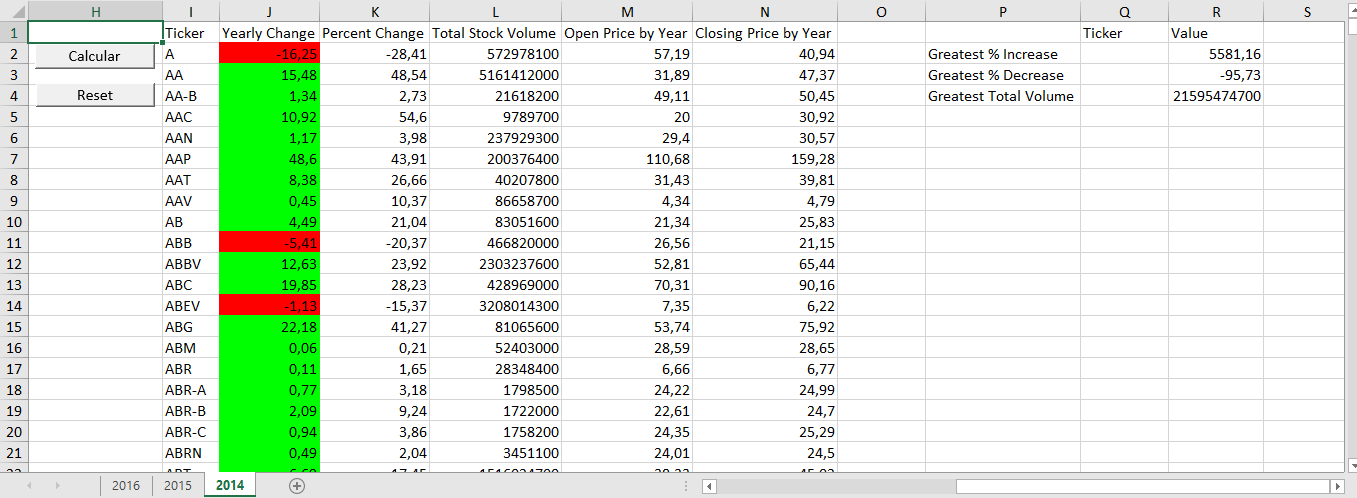 H I J K L M N O P Q R S
1 Ticker Yearly Change Percent Change Total Stock Volume Open Price by Year Closing Price by Year Ticker Value
2 Calcular A -16,25 -28,41 572978100 57,19 40,94 Greatest % Increase 5581,16
3 AA 15,48 48,54 5161412000 31,89 47,37 Greatest % Decrease -95,73
4 Reset AA-B 1,34 2,73 21618200 49,11 50,45 Greatest Total Volume 21595474700
5 AAC 10,92 54,6 9789700 20 30,92
6 AAN 1,17 3,98 237929300 29,4 30,57
7 AAP 48,6 43,91 200376400 110,68 159,28
8 AAT 8,38 26,66 40207800 31,43 39,81
9 AAV 0,45 10,37 86658700 4,34 4,79
10 AB 4,49 21,04 83051600 21,34 25,83
11 ABB -5,41 -20,37 466820000 26,56 21,15
12 ABBV 12,63 23,92 2303237600 52,81 65,44
13 ABC 19,85 28,23 428969000 70,31 90,16
14 ABEV -1,13 -15,37 3208014300 7,35 6,22
15 ABG 22,18 41,27 81065600 53,74 75,92
16 ABM 0,06 0,21 52403000 28,59 28,65
17 ABR 0,11 1,65 28348400 6,66 6,77
18 ABR-A 0,77 3,18 1798500 24,22 24,99
19 ABR-B 2,09 9,24 1722000 22,61 24,7
20 ABR-C 0,94 3,86 1758200 24,35 25,29
21 ABRN 0,49 2,04 3451100 24,01 24,5
2016 2015 2014